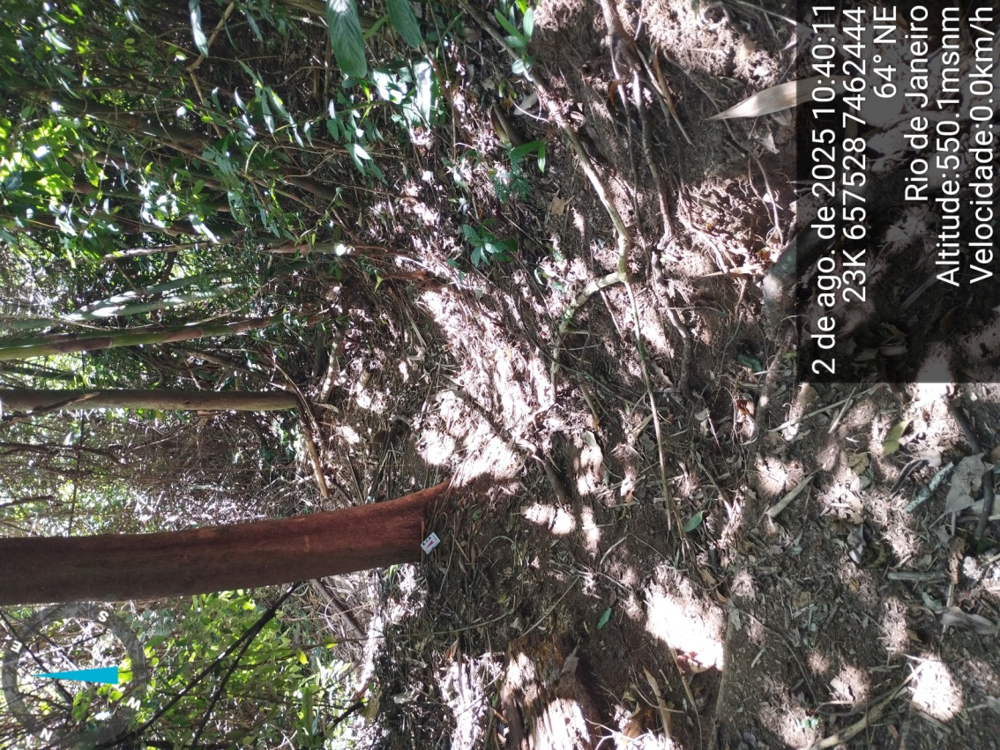 2 de ago. de 2025 10:40:11
23K 657528 7462444
64° NE
Rio de Janeiro
Altitude:550.1msnm
Velocidade:0.0km/h